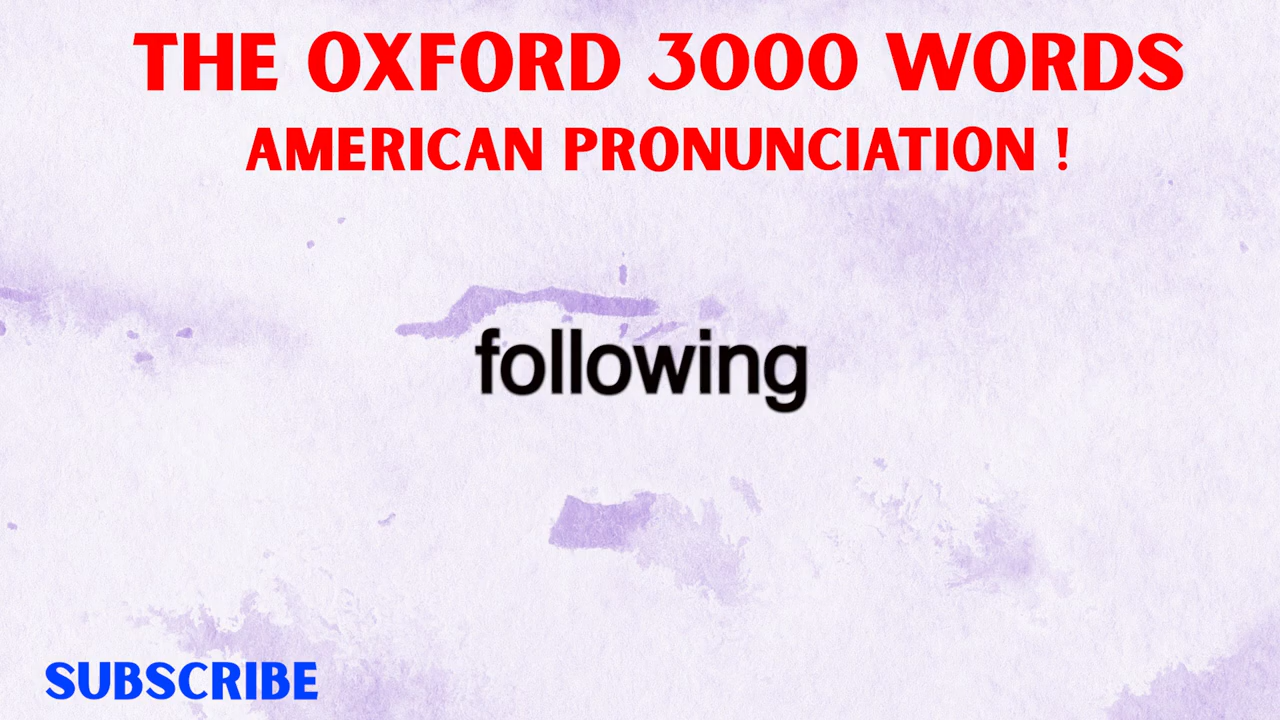 THE OXFORD 3000 WORDS
AMERICAN PRONUNCIATION !
following
SUBSCRIBE